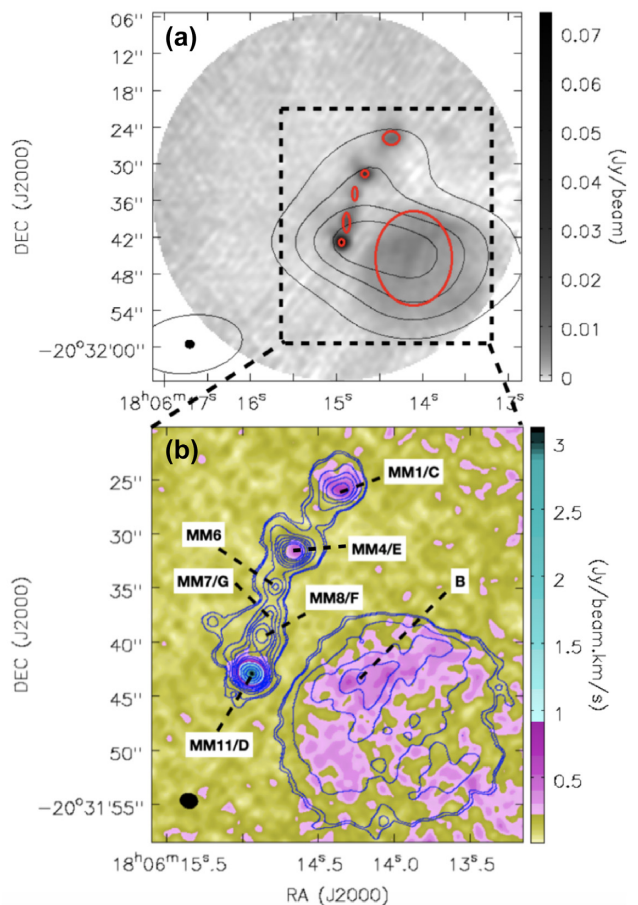 (a)
05''
12''
18''
24''
30''
36''
42''
48''
54''
−20°32'00''
DEC (J2000)
18ʰ06ᵐ17ˢ 16ˢ 15ˢ 14ˢ 13ˢ
0.07
0.06
0.05
0.04
0.03
0.02
0.01
0
(Jy/beam)
(b)
25''
30''
35''
40''
45''
50''
−20°31'55''
DEC (J2000)
MM1/C
MM6
MM4/E
MM7/G
MM8/F
B
MM11/D
3
2.5
2
1.5
1
0.5
(Jy/beam.km/s)
18ʰ06ᵐ15ˢ.5 14ˢ.5 14ˢ.0 13ˢ.5
RA (J2000)